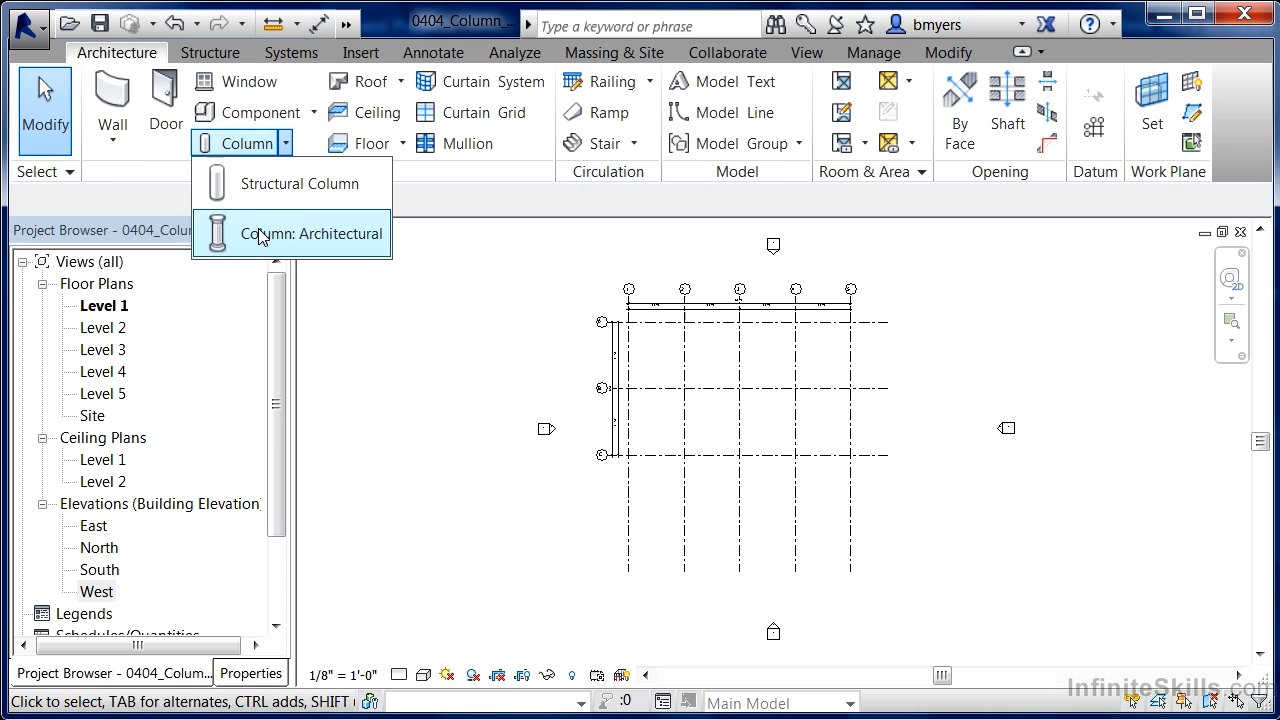 0404_Column_...
Type a keyword or phrase
bmyers
Architecture
Structure
Systems
Insert
Annotate
Analyze
Massing & Site
Collaborate
View
Manage
Modify
Modify
Wall
Door
Window
Component
Column
Roof
Ceiling
Floor
Curtain System
Curtain Grid
Mullion
Railing
Ramp
Stair
Model Text
Model Line
Model Group
By
Face
Shaft
Set
Select
Circulation
Model
Room & Area
Opening
Datum
Work Plane
Structural Column
Column: Architectural
Project Browser - 0404_Colu
Views (all)
Floor Plans
Level 1
Level 2
Level 3
Level 4
Level 5
Site
Ceiling Plans
Level 1
Level 2
Elevations (Building Elevation)
East
North
South
West
Legends
Schedules/Quantities
Project Browser - 0404_Colum...
Properties
2D
1/8" = 1'-0"
Click to select, TAB for alternates, CTRL adds, SHIFT u
:0
Main Model
InfiniteSkills.com